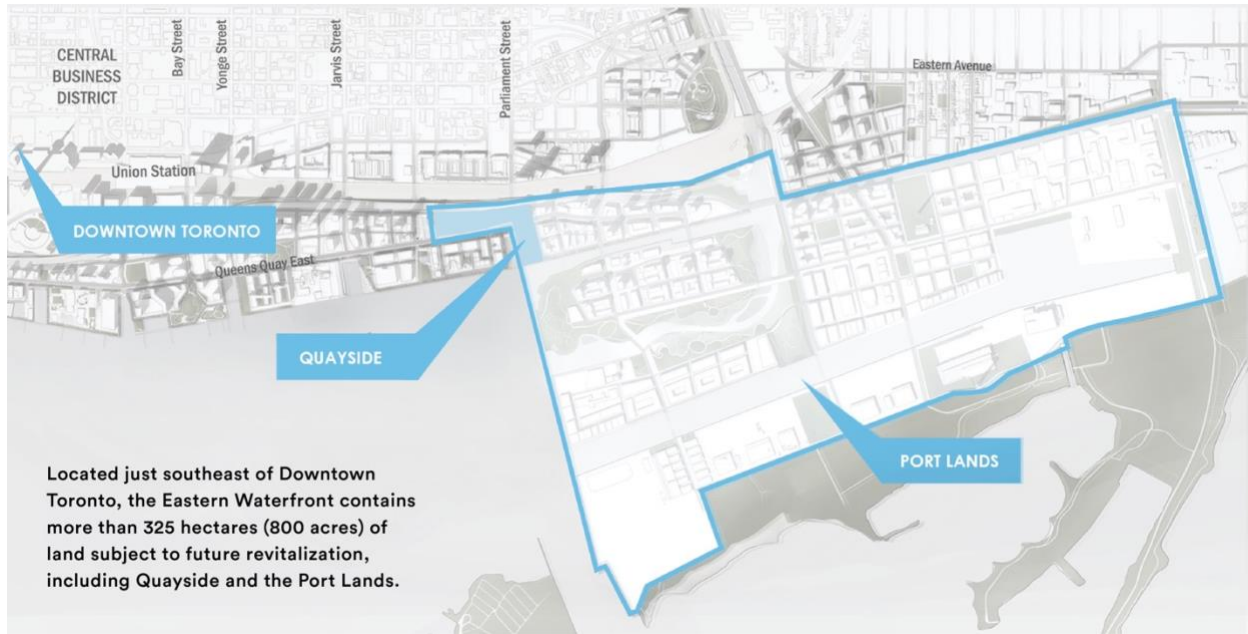 CENTRAL
BUSINESS
DISTRICT
Bay Street
Yonge Street
Jarvis Street
Parliament Street
Eastern Avenue
Union Station
DOWNTOWN TORONTO
Queens Quay East
QUAYSIDE
PORT LANDS
Located just southeast of Downtown
Toronto, the Eastern Waterfront contains
more than 325 hectares (800 acres) of
land subject to future revitalization,
including Quayside and the Port Lands.